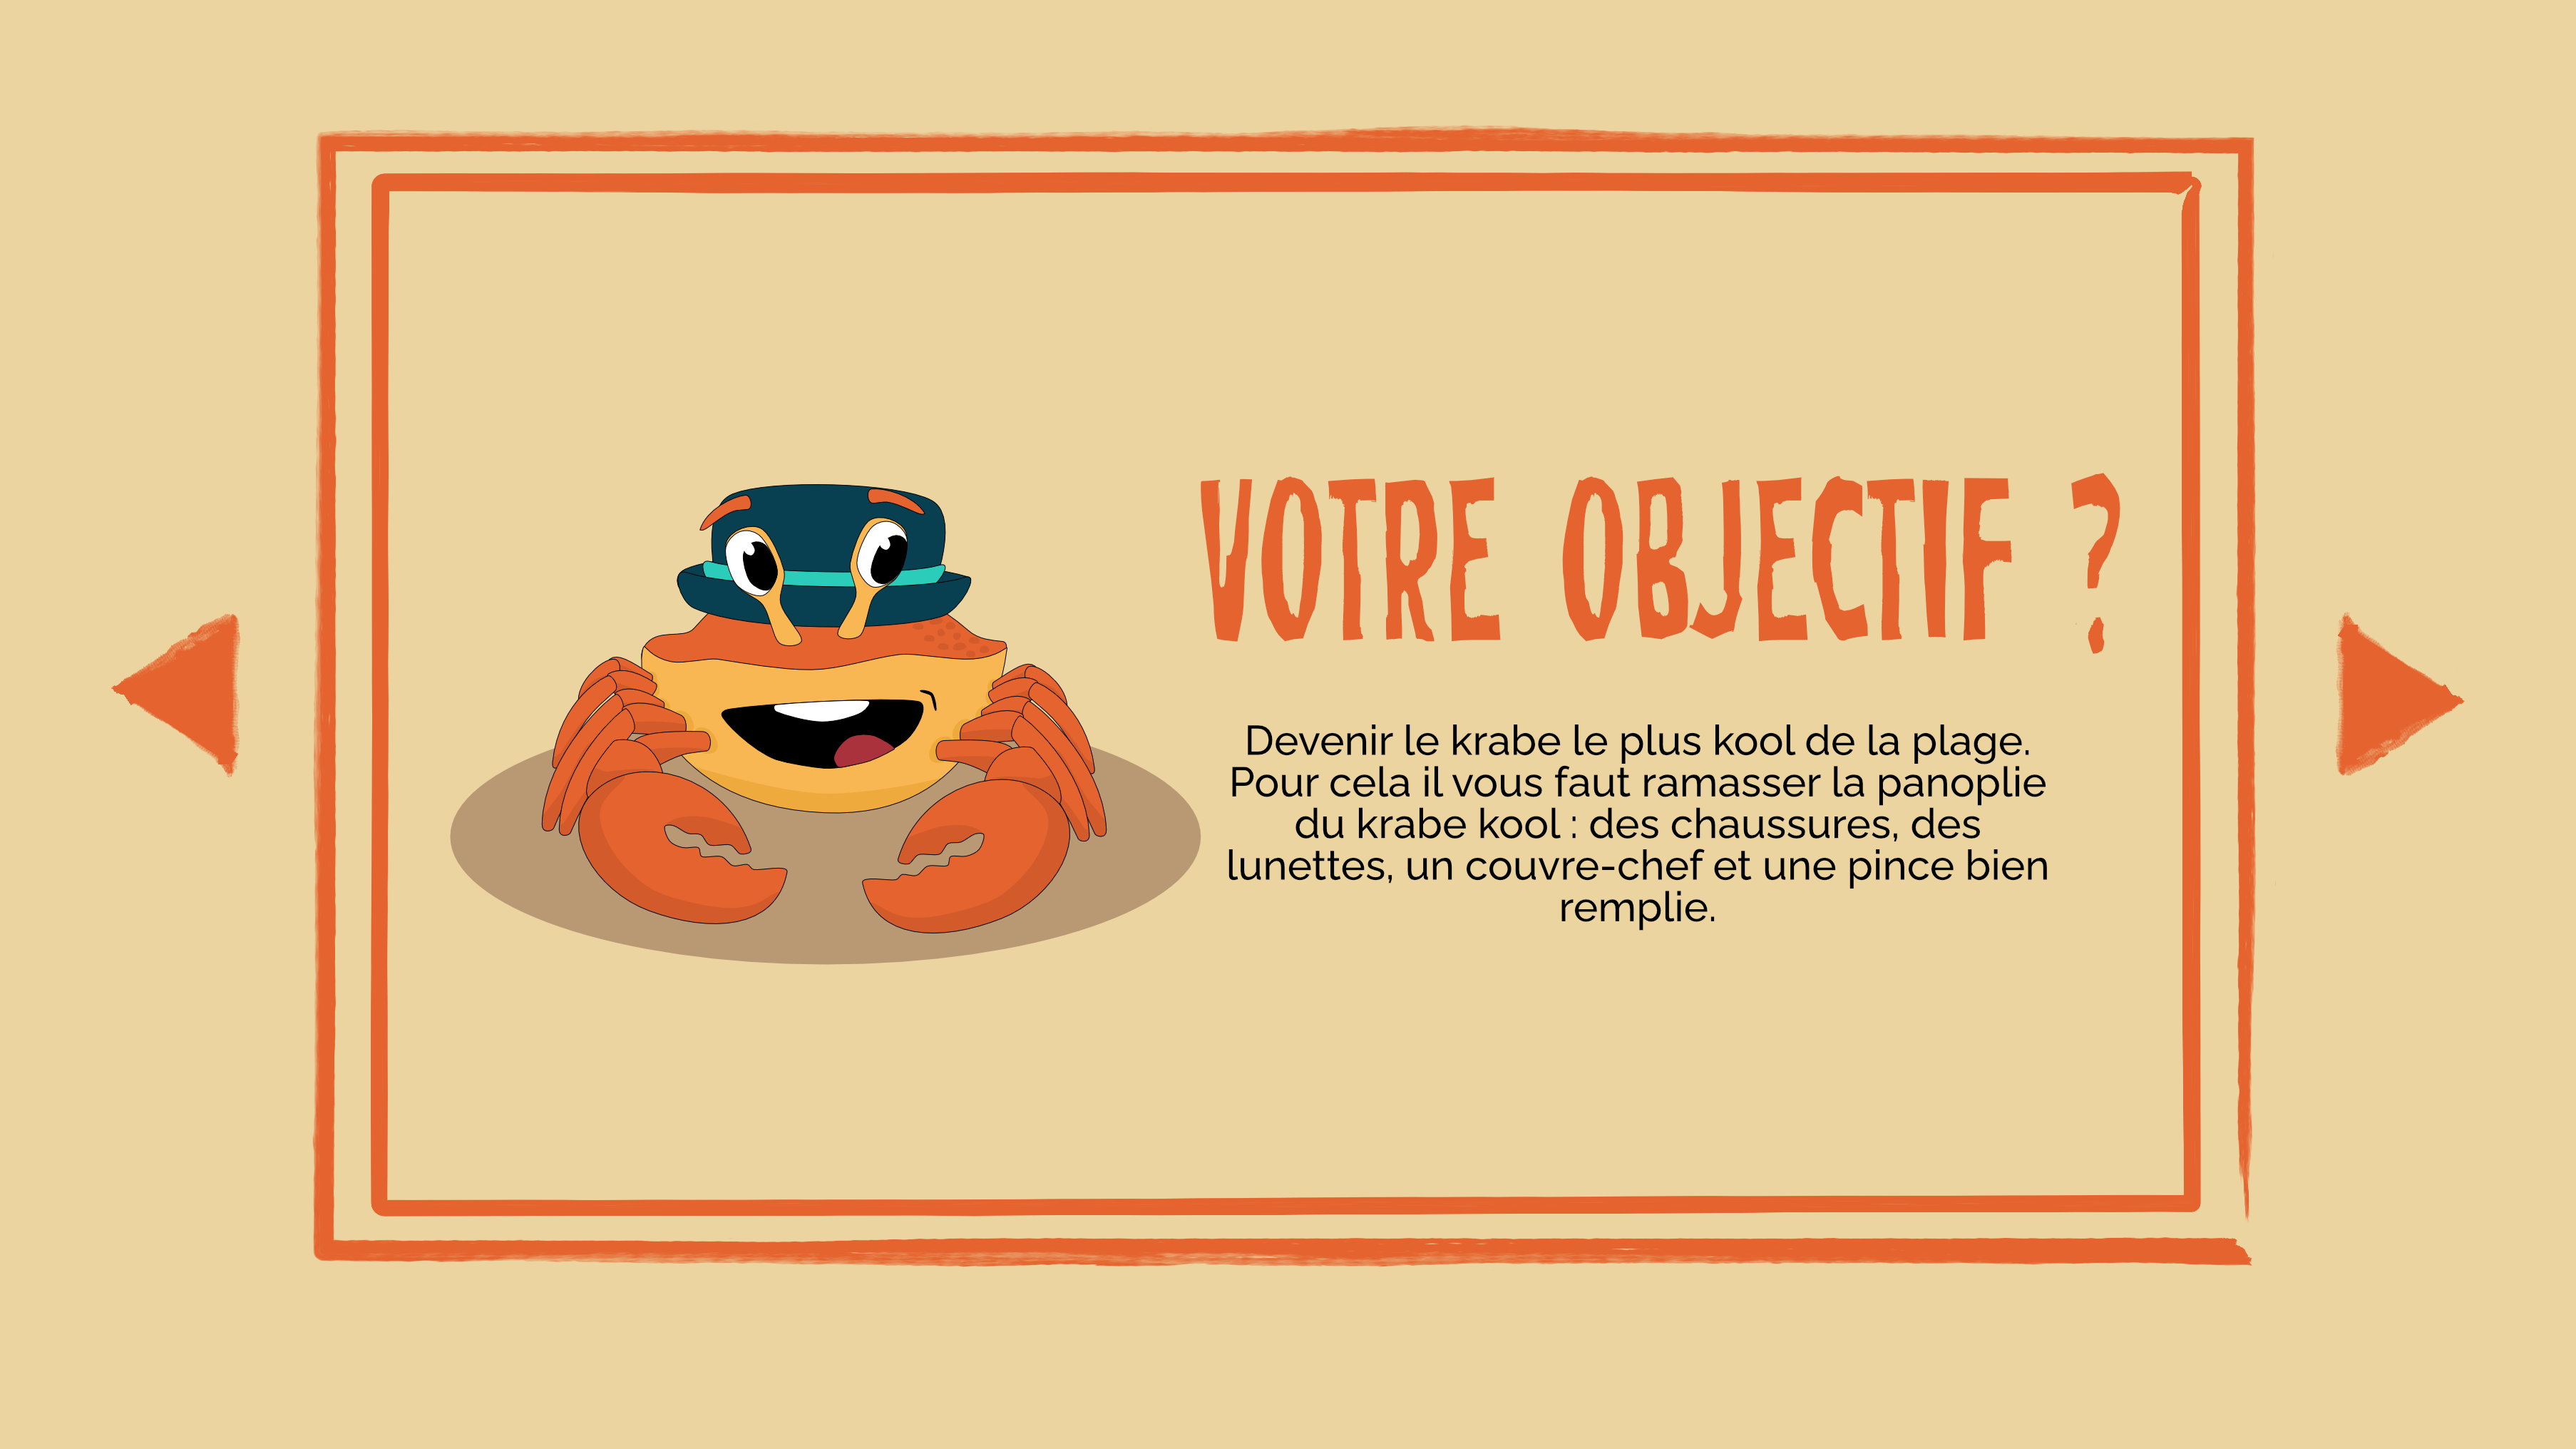 VOTRE OBJECTIF ?
Devenir le krabe le plus kool de la plage.
Pour cela il vous faut ramasser la panoplie
du krabe kool : des chaussures, des
lunettes, un couvre-chef et une pince bien
remplie.